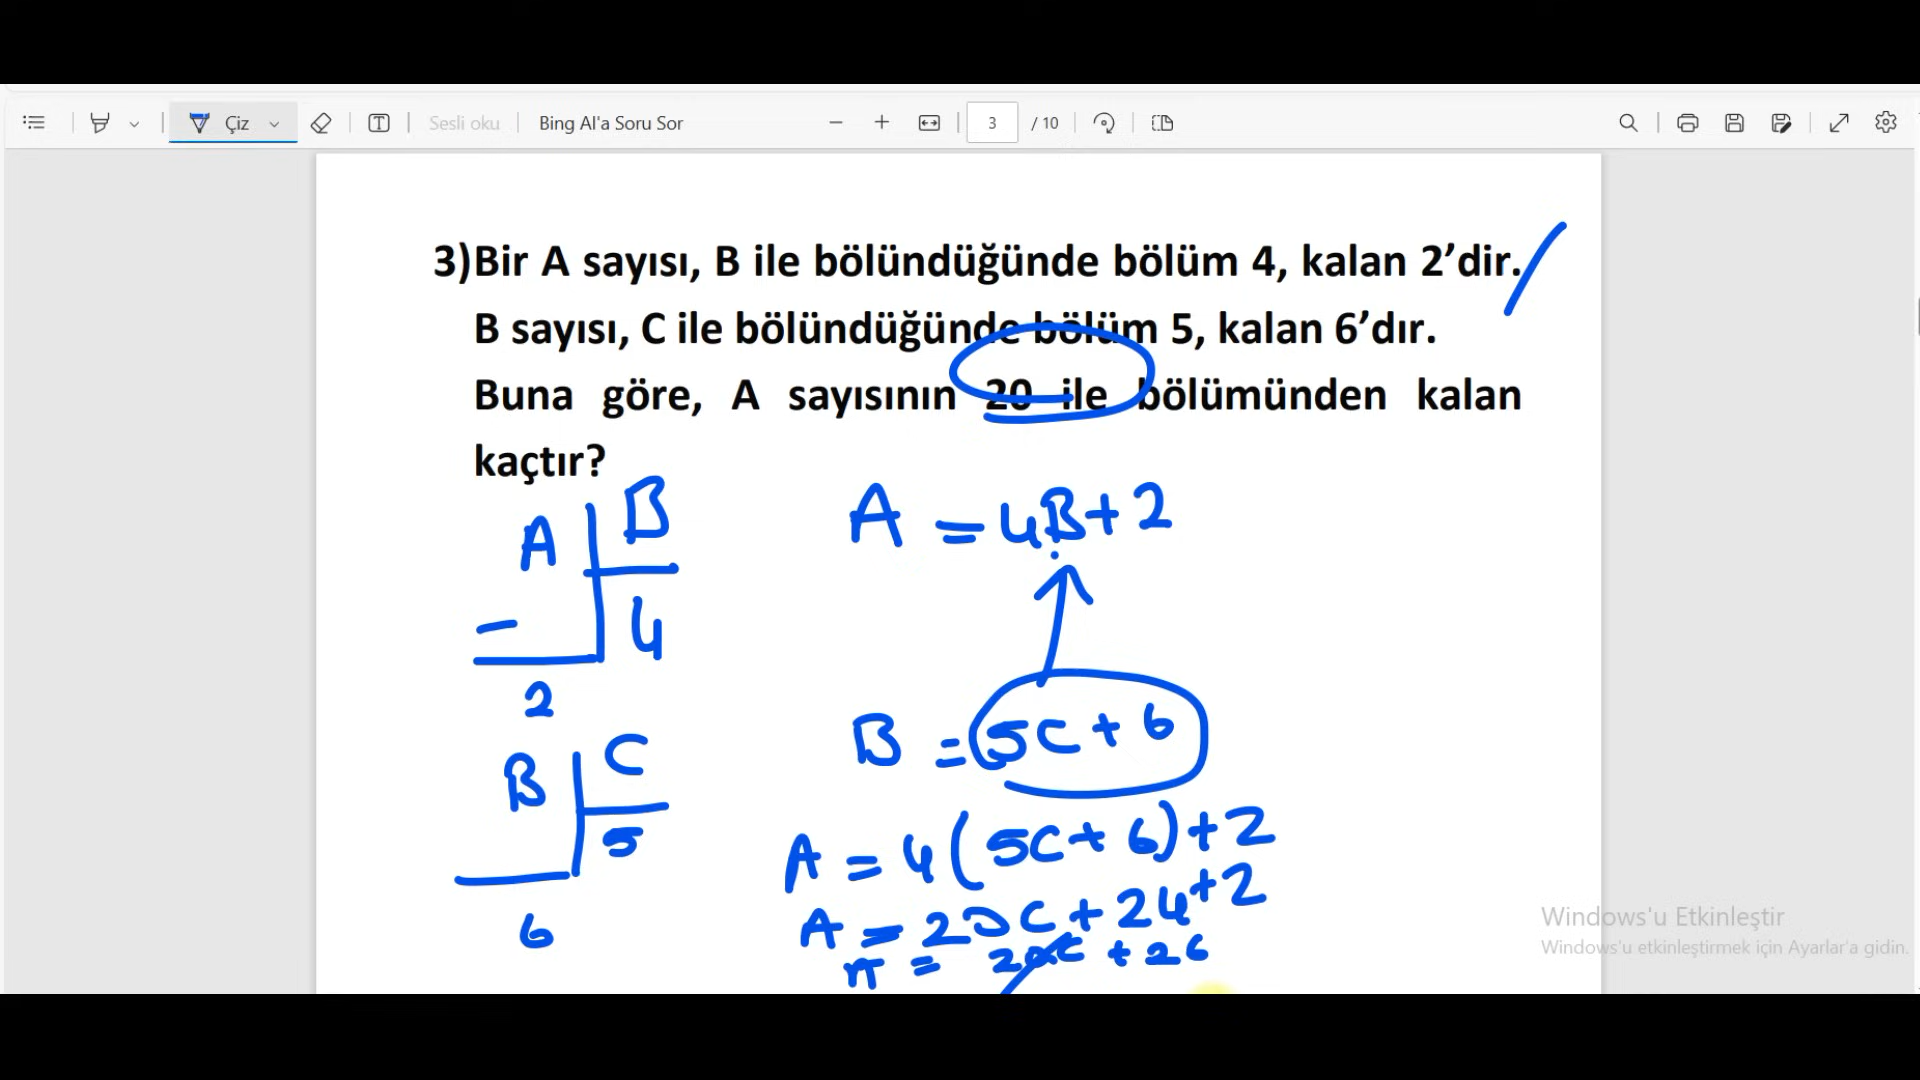 Çiz
Sesli oku
Bing AI'a Soru Sor
3
/ 10
3)Bir A sayısı, B ile bölündüğünde bölüm 4, kalan 2’dir.
B sayısı, C ile bölündüğünde bölüm 5, kalan 6’dır.
Buna göre, A sayısının 20 ile bölümünden kalan
kaçtır?
A B
4
2
B C
5
6
A = 4B+2
B = 5C+6
A = 4(5C+6)+2
A = 20C+24+2
= 20C + 26
Windows'u Etkinleştir
Windows'u etkinleştirmek için Ayarlar'a gidin.